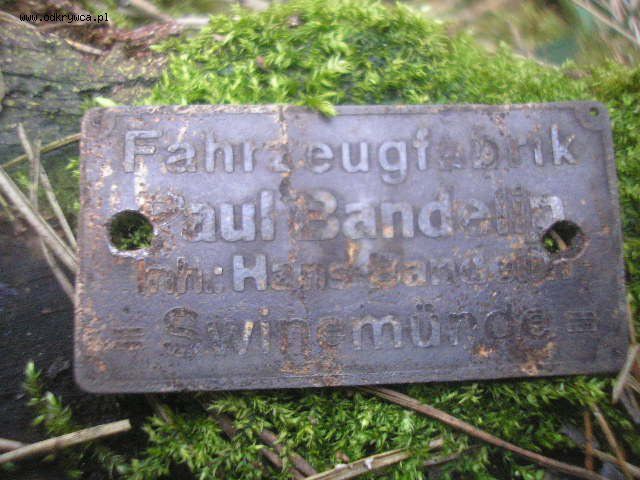 www.odkrywca.pl
Fahrzeugfabrik
Paul Bandelin
Inh.: Hans Bandelin
= Swinemünde =